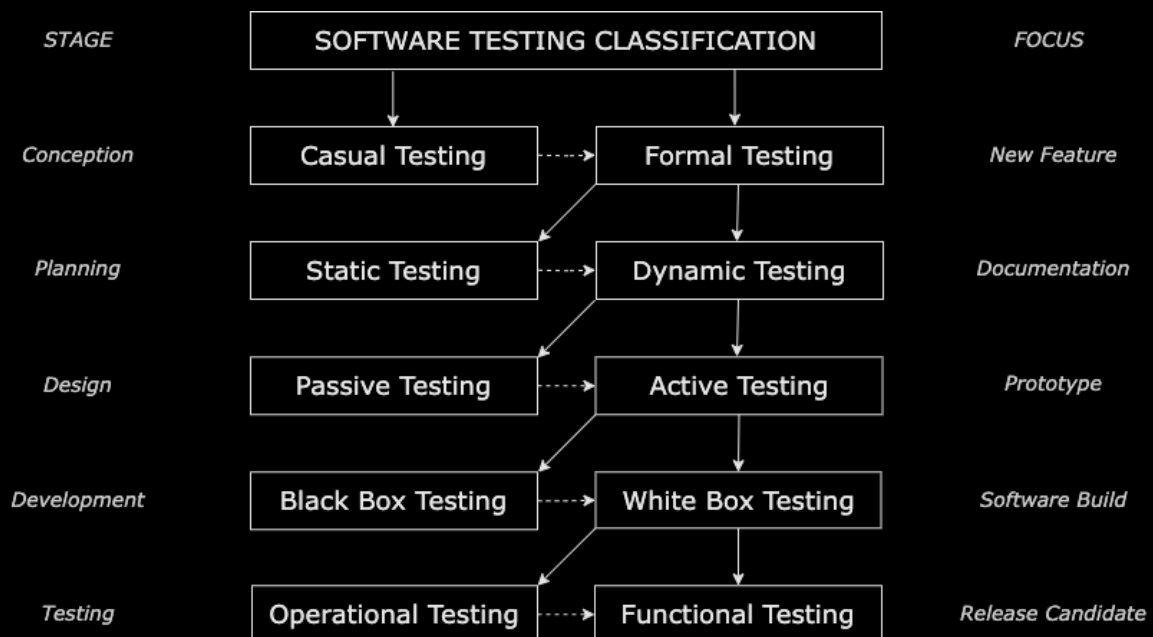 STAGE
SOFTWARE TESTING CLASSIFICATION
FOCUS
Conception
Casual Testing
Formal Testing
New Feature
Planning
Static Testing
Dynamic Testing
Documentation
Design
Passive Testing
Active Testing
Prototype
Development
Black Box Testing
White Box Testing
Software Build
Testing
Operational Testing
Functional Testing
Release Candidate